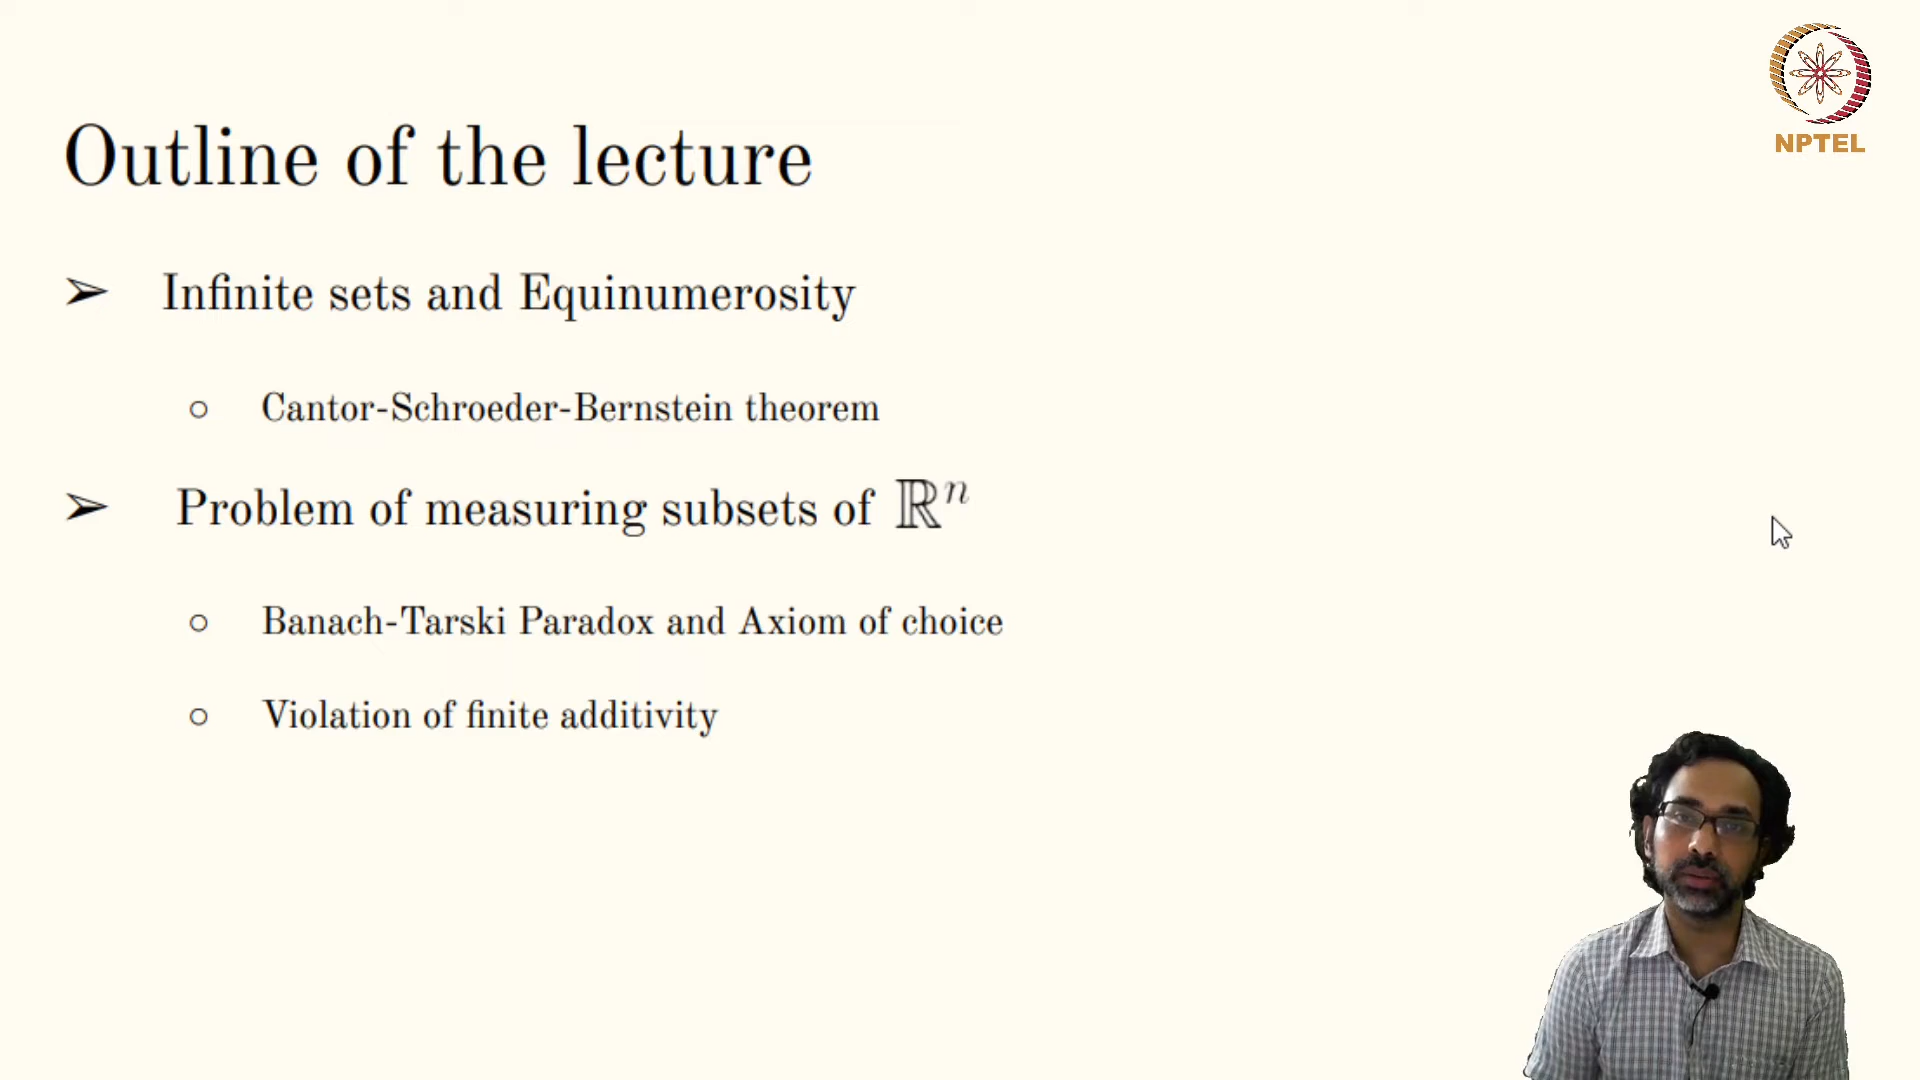 NPTEL
Outline of the lecture
➢ Infinite sets and Equinumerosity
○ Cantor-Schroeder-Bernstein theorem
➢ Problem of measuring subsets of ℝⁿ
○ Banach-Tarski Paradox and Axiom of choice
○ Violation of finite additivity